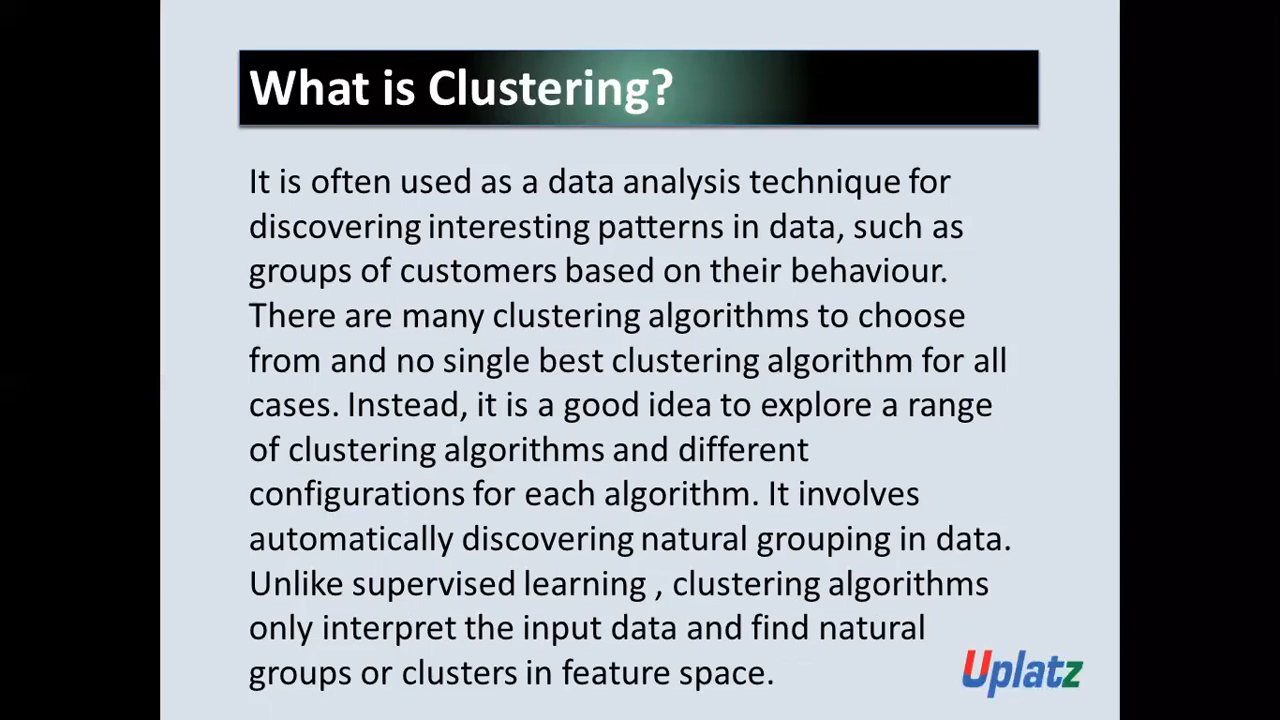 What is Clustering?
It is often used as a data analysis technique for
discovering interesting patterns in data, such as
groups of customers based on their behaviour.
There are many clustering algorithms to choose
from and no single best clustering algorithm for all
cases. Instead, it is a good idea to explore a range
of clustering algorithms and different
configurations for each algorithm. It involves
automatically discovering natural grouping in data.
Unlike supervised learning , clustering algorithms
only interpret the input data and find natural
groups or clusters in feature space.
Uplatz